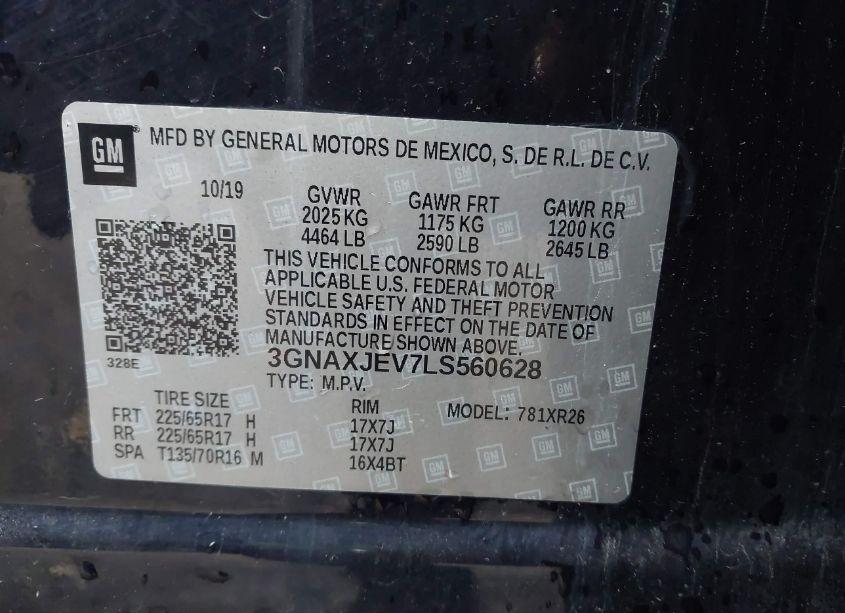 GM® MFD BY GENERAL MOTORS DE MEXICO, S. DE R.L. DE C.V.
10/19 GVWR GAWR FRT GAWR RR
2025 KG 1175 KG 1200 KG
4464 LB 2590 LB 2645 LB
THIS VEHICLE CONFORMS TO ALL
APPLICABLE U.S. FEDERAL MOTOR
VEHICLE SAFETY AND THEFT PREVENTION
STANDARDS IN EFFECT ON THE DATE OF
MANUFACTURE SHOWN ABOVE.
328E 3GNAXJEV7LS560628
TYPE: M.P.V.
TIRE SIZE RIM MODEL: 781XR26
FRT 225/65R17 H 17X7J
RR 225/65R17 H 17X7J
SPA T135/70R16 M 16X4BT